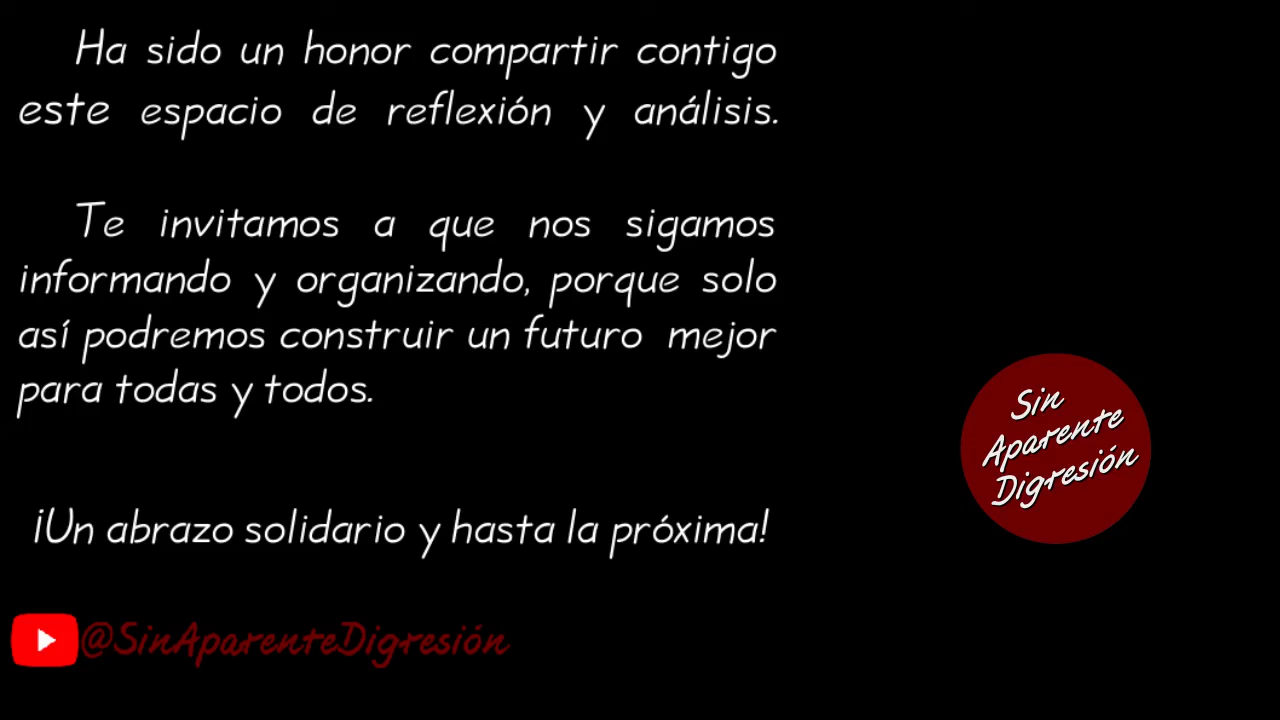 Ha sido un honor compartir contigo
este espacio de reflexión y análisis.
Te invitamos a que nos sigamos
informando y organizando, porque solo
así podremos construir un futuro mejor
para todas y todos.
¡Un abrazo solidario y hasta la próxima!
@SinAparenteDigresión
Sin
Aparente
Digresión